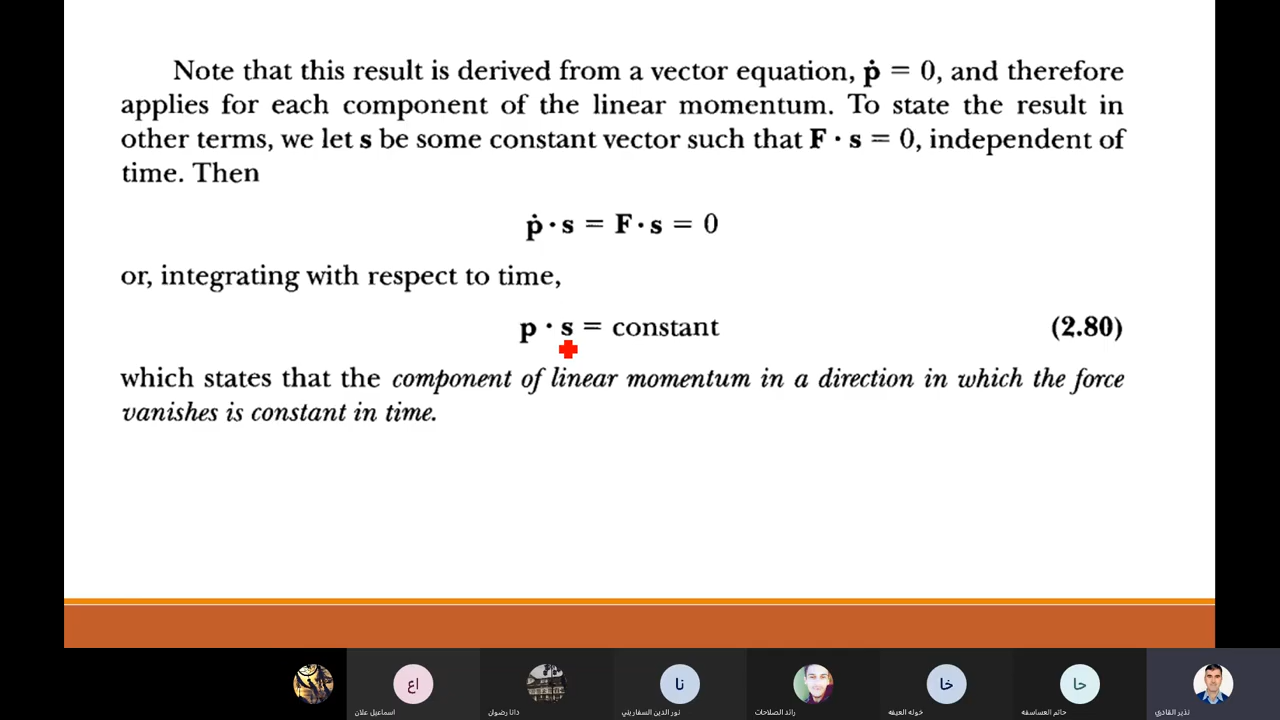 Note that this result is derived from a vector equation, ṗ = 0, and therefore
applies for each component of the linear momentum. To state the result in
other terms, we let s be some constant vector such that F · s = 0, independent of
time. Then
ṗ · s = F · s = 0
or, integrating with respect to time,
p · s = constant (2.80)
which states that the component of linear momentum in a direction in which the force
vanishes is constant in time.
اع
نا
خا
حا
اسماعيل علان
دانا رضوان
نور الدين السفاريني
رائد الصلاحات
خوله العيفه
حاتم العساسفه
نذير القادري